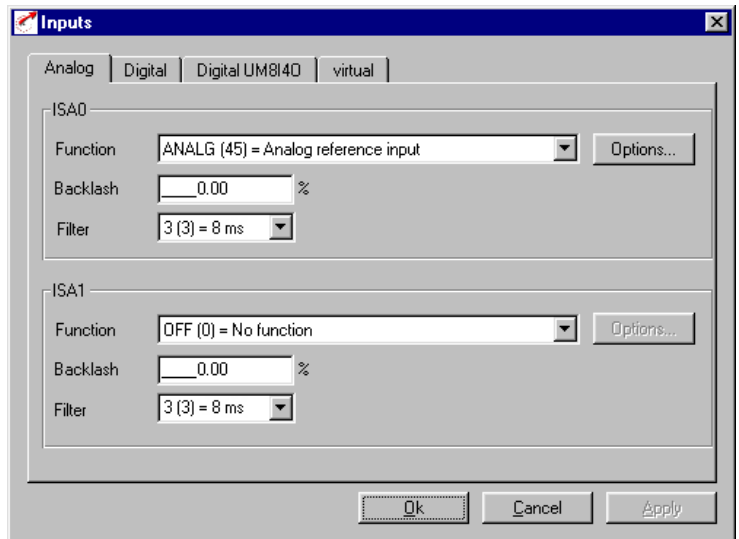 Inputs
Analog Digital Digital UM8I4O virtual
ISA0
Function ANALG (45) = Analog reference input Options...
Backlash ____0.00 %
Filter 3 (3) = 8 ms
ISA1
Function OFF (0) = No function Options...
Backlash ____0.00 %
Filter 3 (3) = 8 ms
Ok Cancel Apply